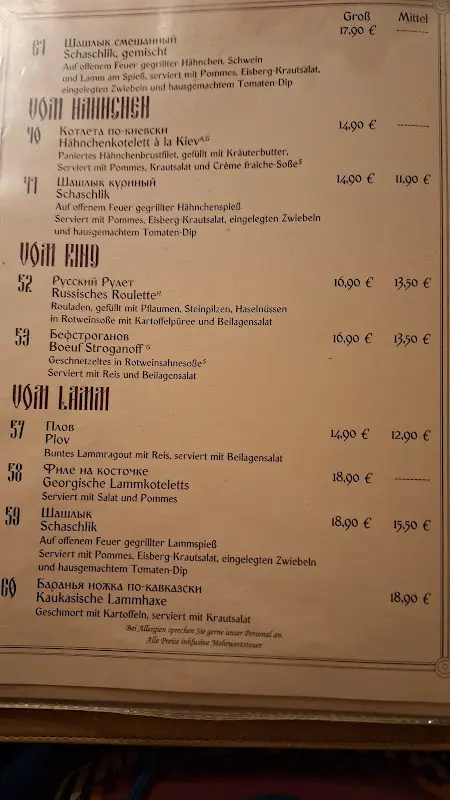 Groß Mittel
61 Шашлык смешанный 17,90 € --------
Schaschlik, gemischt
Auf offenem Feuer gegrillter Hähnchen, Schwein
und Lamm am Spieß, serviert mit Pommes, Eisberg-Krautsalat,
eingelegten Zwiebeln und hausgemachtem Tomaten-Dip
VOM HÄHNCHEN
40 Котлета по-киевски 14,90 € --------
Hähnchenkotelett à la Kiev
Paniertes Hähnchenbrustfilet, gefüllt mit Kräuterbutter,
Serviert mit Pommes, Krautsalat und Crème fraîche-Soße⁵
41 Шашлык куриный 14,90 € 11,90 €
Schaschlik
Auf offenem Feuer gegrillter Hähnchenspieß
Serviert mit Pommes, Eisberg-Krautsalat, eingelegten Zwiebeln
und hausgemachtem Tomaten-Dip
VOM RIND
52 Русский Рулет 16,90 € 13,50 €
Russisches Roulette¹¹
Rouladen, gefüllt mit Pflaumen, Steinpilzen, Haselnüssen
in Rotweinsoße mit Kartoffelpüree und Beilagensalat
53 Бефстроганов 16,90 € 13,50 €
Boeuf Stroganoff ⁶
Geschnetzeltes in Rotweinsahnesoße⁵
Serviert mit Reis und Beilagensalat
VOM LAMM
57 Плов 14,90 € 12,90 €
Plov
Buntes Lammragout mit Reis, serviert mit Beilagensalat
58 Филе на косточке 18,90 € --------
Georgische Lammkoteletts
Serviert mit Salat und Pommes
59 Шашлык 18,90 € 15,50 €
Schaschlik
Auf offenem Feuer gegrillter Lammspieß
Serviert mit Pommes, Eisberg-Krautsalat, eingelegten Zwiebeln
und hausgemachtem Tomaten-Dip
60 Баранья ножка по-кавказски 18,90 €
Kaukasische Lammhaxe
Geschmort mit Kartoffeln, serviert mit Krautsalat
Bei Allergien sprechen Sie gerne unser Personal an.
Alle Preise inklusive Mehrwertsteuer